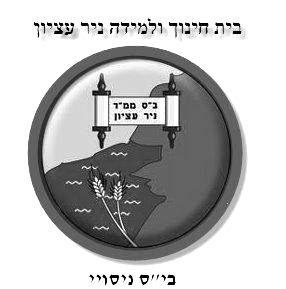 בית חינוך ולמידה ניר עציון
ב"ס ממ"ד
ניר עציון
בי"ס ניסויי